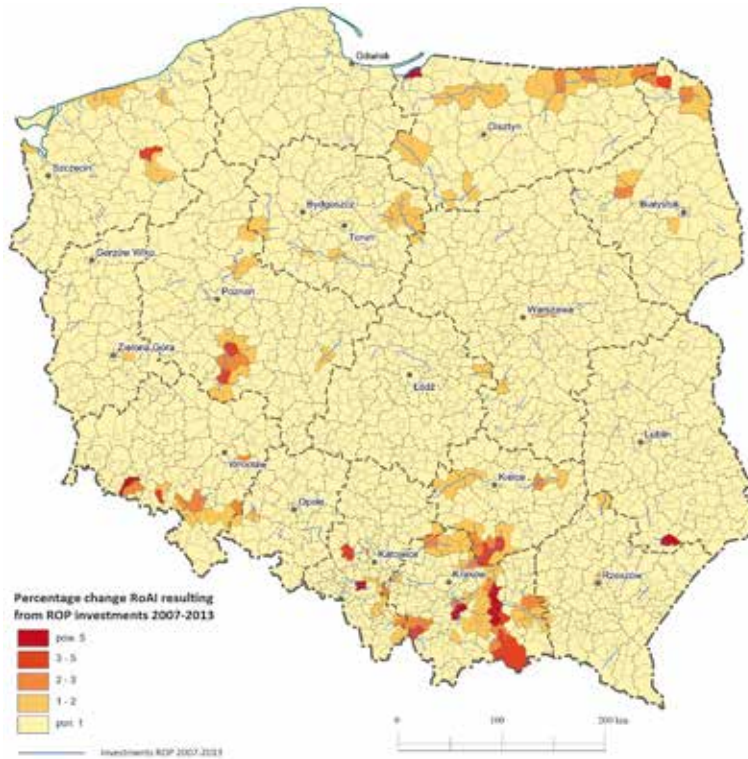 Gdańsk
Olsztyn
Szczecin
Bydgoszcz
Białystok
Toruń
Gorzów Wlkp.
Poznań
Warszawa
Zielona Góra
Łódź
Lublin
Wrocław
Kielce
Opole
Katowice
Kraków
Rzeszów
Percentage change RoAI resulting
from ROP investments 2007-2013
pow. 5
3 - 5
2 - 3
1 - 2
pon. 1
0 100 200 km
investments ROP 2007-2013